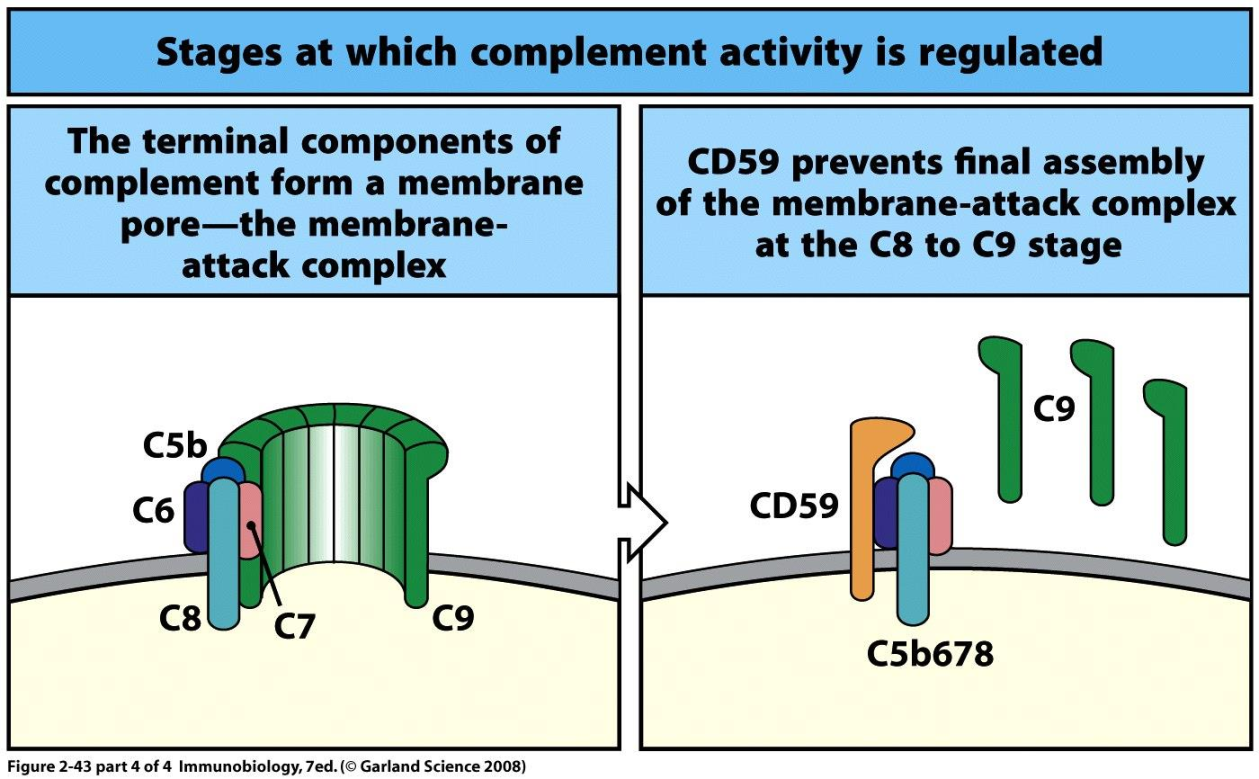 Stages at which complement activity is regulated
The terminal components of
complement form a membrane
pore—the membrane-
attack complex
C5b
C6
C8
C7
C9
CD59 prevents final assembly
of the membrane-attack complex
at the C8 to C9 stage
C9
CD59
C5b678
Figure 2-43 part 4 of 4 Immunobiology, 7ed. (© Garland Science 2008)